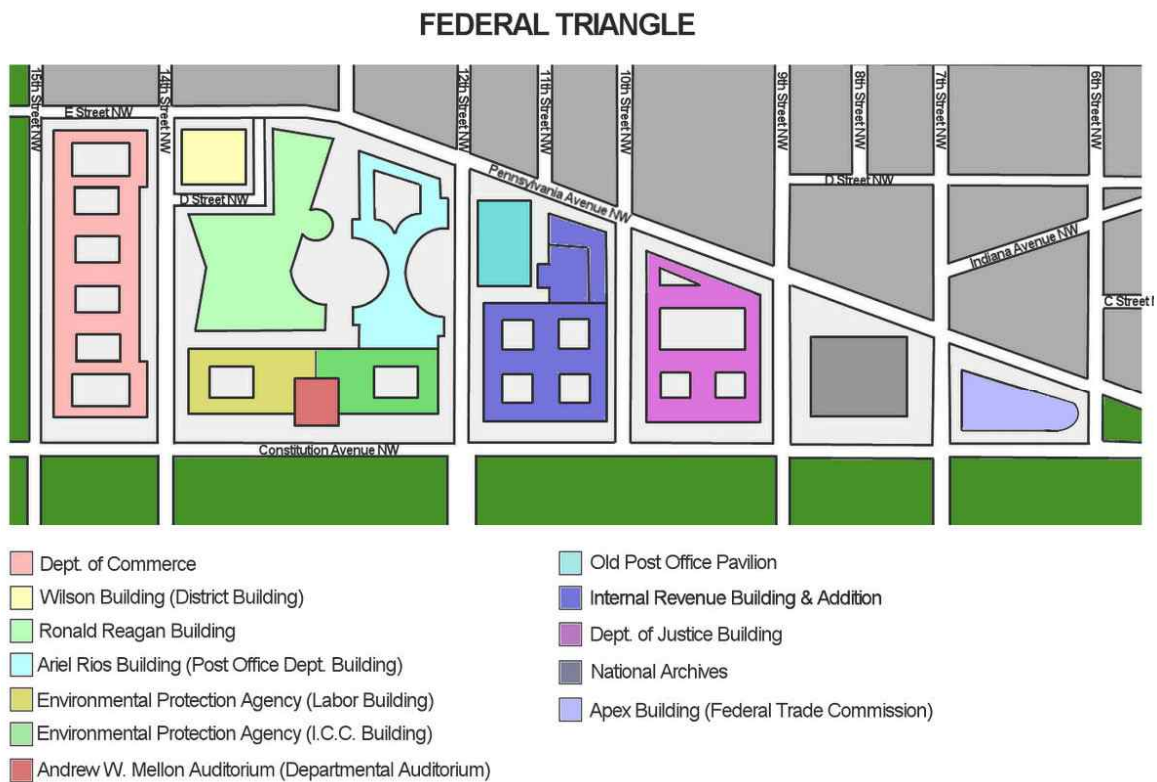 FEDERAL TRIANGLE
15th Street NW
14th Street NW
12th Street NW
11th Street NW
10th Street NW
9th Street NW
8th Street NW
7th Street NW
6th Street NW
E Street NW
D Street NW
Pennsylvania Avenue NW
D Street NW
Indiana Avenue NW
C Street N
Constitution Avenue NW
Dept. of Commerce
Wilson Building (District Building)
Ronald Reagan Building
Ariel Rios Building (Post Office Dept. Building)
Environmental Protection Agency (Labor Building)
Environmental Protection Agency (I.C.C. Building)
Andrew W. Mellon Auditorium (Departmental Auditorium)
Old Post Office Pavilion
Internal Revenue Building & Addition
Dept. of Justice Building
National Archives
Apex Building (Federal Trade Commission)